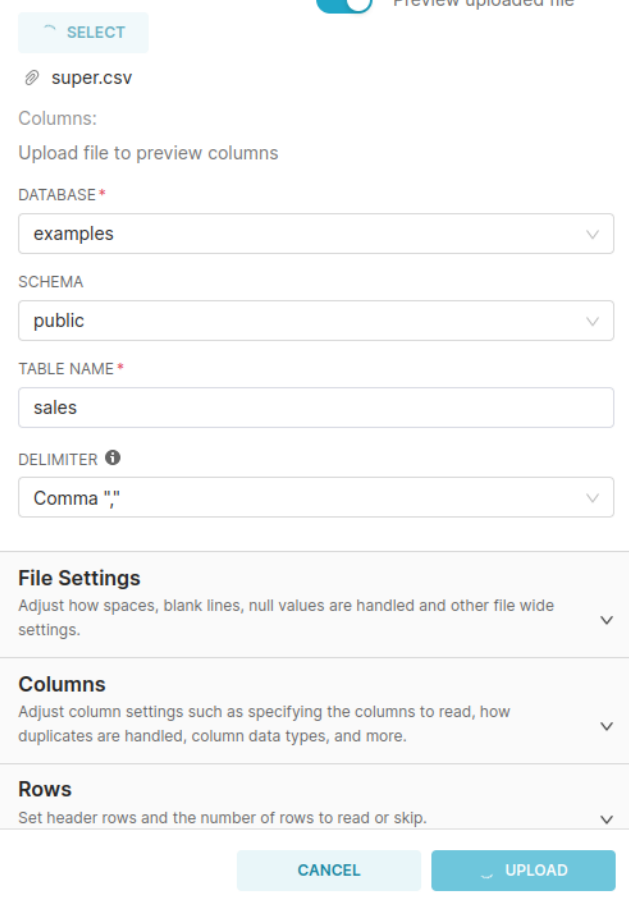 Preview uploaded file
SELECT
super.csv
Columns:
Upload file to preview columns
DATABASE*
examples
SCHEMA
public
TABLE NAME*
sales
DELIMITER
Comma ","
File Settings
Adjust how spaces, blank lines, null values are handled and other file wide
settings.
Columns
Adjust column settings such as specifying the columns to read, how
duplicates are handled, column data types, and more.
Rows
Set header rows and the number of rows to read or skip.
CANCEL
UPLOAD